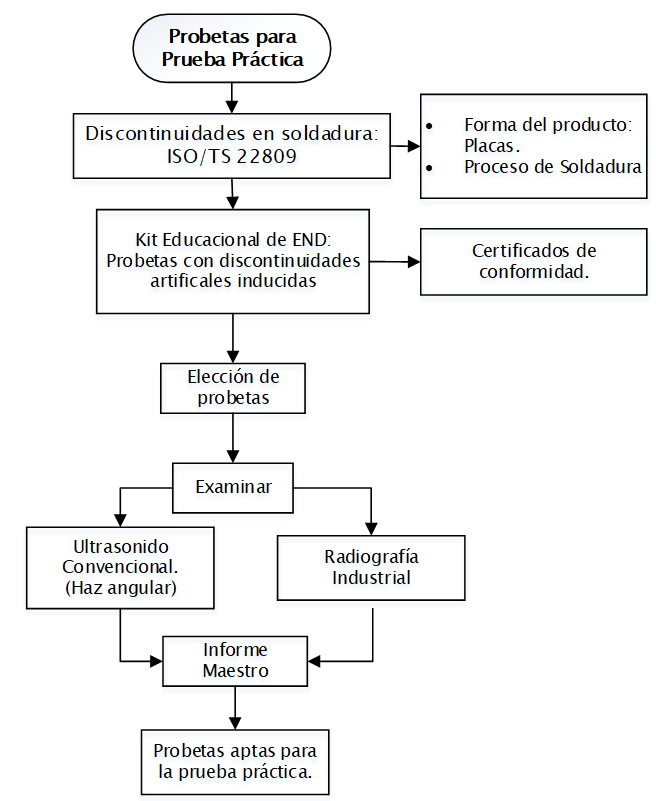 Probetas para
Prueba Práctica
Discontinuidades en soldadura:
ISO/TS 22809
• Forma del producto:
Placas.
• Proceso de Soldadura
Kit Educacional de END:
Probetas con discontinuidades
artificales inducidas
Certificados de
conformidad.
Elección de
probetas
Examinar
Ultrasonido
Convencional.
(Haz angular)
Radiografía
Industrial
Informe
Maestro
Probetas aptas para
la prueba práctica.